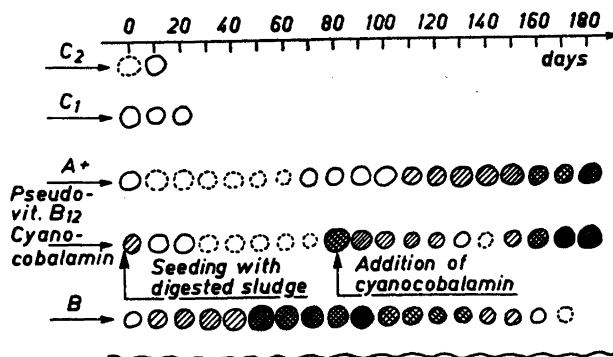 0 20 40 60 80 100 120 140 160 180
days
C2
C1
A+
Pseudo-
vit. B12
Cyano-
cobalamin
Seeding with
digested sludge
Addition of
cyanocobalamin
B